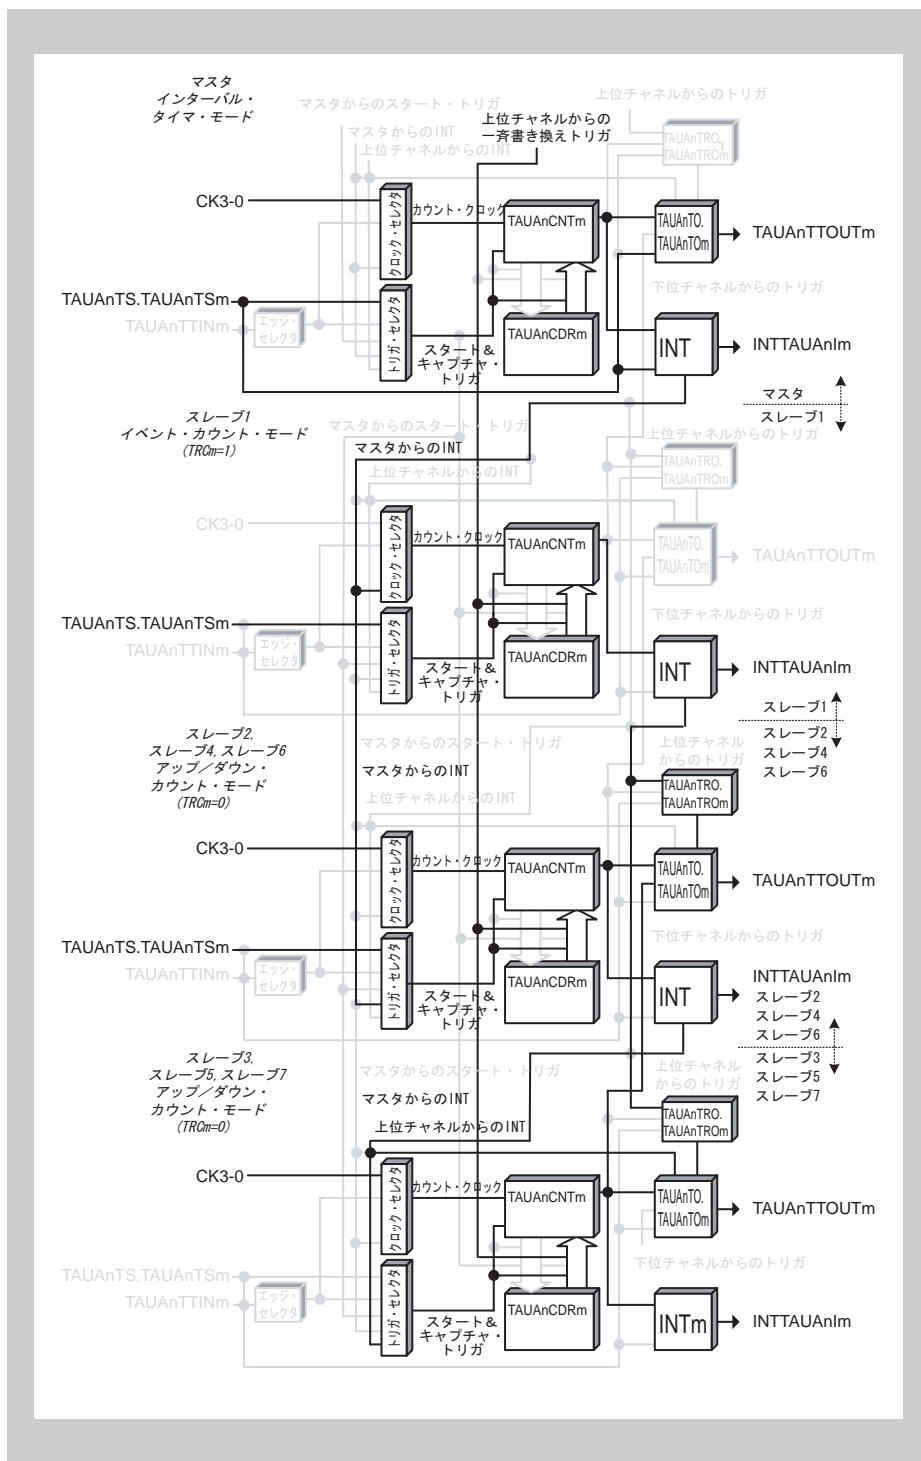 マスタ
インターバル・
タイマ・モード
マスタからのスタート・トリガ
マスタからのINT
上位チャネルからのINT
上位チャネルからの
一斉書き換えトリガ
上位チャネルからのトリガ
TAUAnTRO.
TAUAnTROm
CK3-0
クロック・セレクタ
カウント・クロック
TAUAnCNTm
TAUAnTO.
TAUAnTOm
TAUAnTTOUTm
下位チャネルからのトリガ
TAUAnTS.TAUAnTSm
TAUAnTTINm
エッジ・
セレクタ
トリガ・セレクタ
スタート&
キャプチャ・
トリガ
TAUAnCDRm
INT
INTTAUAnIm
マスタ
スレーブ1
スレーブ1
イベント・カウント・モード
(TRCm=1)
マスタからのスタート・トリガ
マスタからのINT
上位チャネルからのINT
上位チャネルからのトリガ
TAUAnTRO.
TAUAnTROm
CK3-0
クロック・セレクタ
カウント・クロック
TAUAnCNTm
TAUAnTO.
TAUAnTOm
TAUAnTTOUTm
下位チャネルからのトリガ
TAUAnTS.TAUAnTSm
TAUAnTTINm
エッジ・
セレクタ
トリガ・セレクタ
スタート&
キャプチャ・
トリガ
TAUAnCDRm
INT
INTTAUAnIm
スレーブ1
スレーブ2
スレーブ4
スレーブ6
スレーブ2,
スレーブ4, スレーブ6
アップ/ダウン・
カウント・モード
(TRCm=0)
マスタからのスタート・トリガ
マスタからのINT
上位チャネルからのINT
上位チャネル
からのトリガ
TAUAnTRO.
TAUAnTROm
CK3-0
クロック・セレクタ
カウント・クロック
TAUAnCNTm
TAUAnTO.
TAUAnTOm
TAUAnTTOUTm
下位チャネルからのトリガ
TAUAnTS.TAUAnTSm
TAUAnTTINm
エッジ・
セレクタ
トリガ・セレクタ
スタート&
キャプチャ・
トリガ
TAUAnCDRm
INT
INTTAUAnIm
スレーブ2
スレーブ4
スレーブ6
スレーブ3
スレーブ5
スレーブ7
スレーブ3,
スレーブ5, スレーブ7
アップ/ダウン・
カウント・モード
(TRCm=0)
マスタからのスタート・トリガ
マスタからのINT
上位チャネルからのINT
上位チャネル
からのトリガ
TAUAnTRO.
TAUAnTROm
CK3-0
クロック・セレクタ
カウント・クロック
TAUAnCNTm
TAUAnTO.
TAUAnTOm
TAUAnTTOUTm
下位チャネルからのトリガ
TAUAnTS.TAUAnTSm
TAUAnTTINm
エッジ・
セレクタ
トリガ・セレクタ
スタート&
キャプチャ・
トリガ
TAUAnCDRm
INTm
INTTAUAnIm